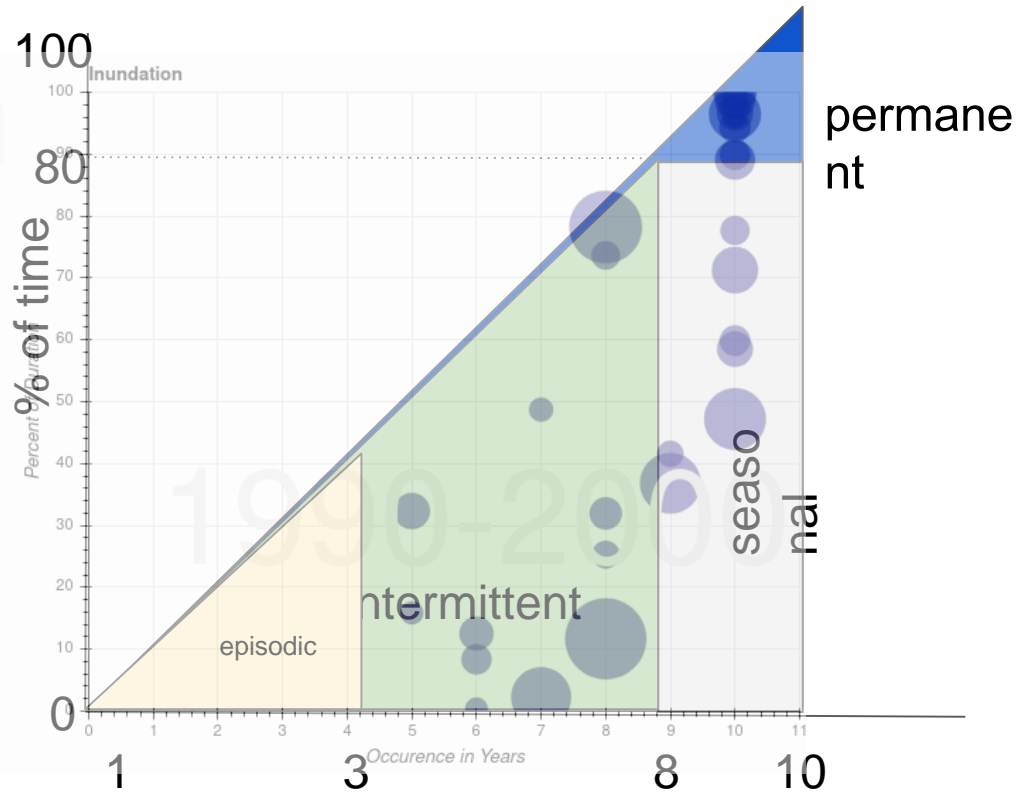 100
Inundation
100
90
80
80
70
60
50
40
30
20
10
0
0
% of time
Percent of Duration
1990-2000
permane
nt
seaso
nal
ntermittent
episodic
0 1 2 3 4 5 6 7 8 9 10 11
Occurence in Years
1 3 8 10